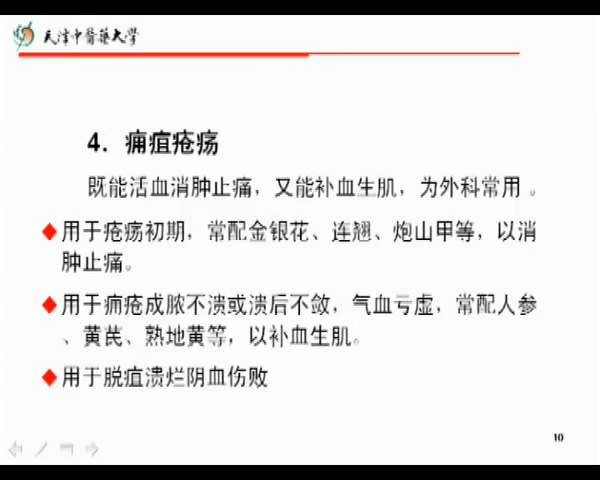 天津中医药大学
4．痈疽疮疡
既能活血消肿止痛，又能补血生肌，为外科常用 。
用于疮疡初期，常配金银花、连翘、炮山甲等，以消
肿止痛。
用于痈疮成脓不溃或溃后不敛，气血亏虚，常配人参
、黄芪、熟地黄等，以补血生肌。
用于脱疽溃烂阴血伤败
10